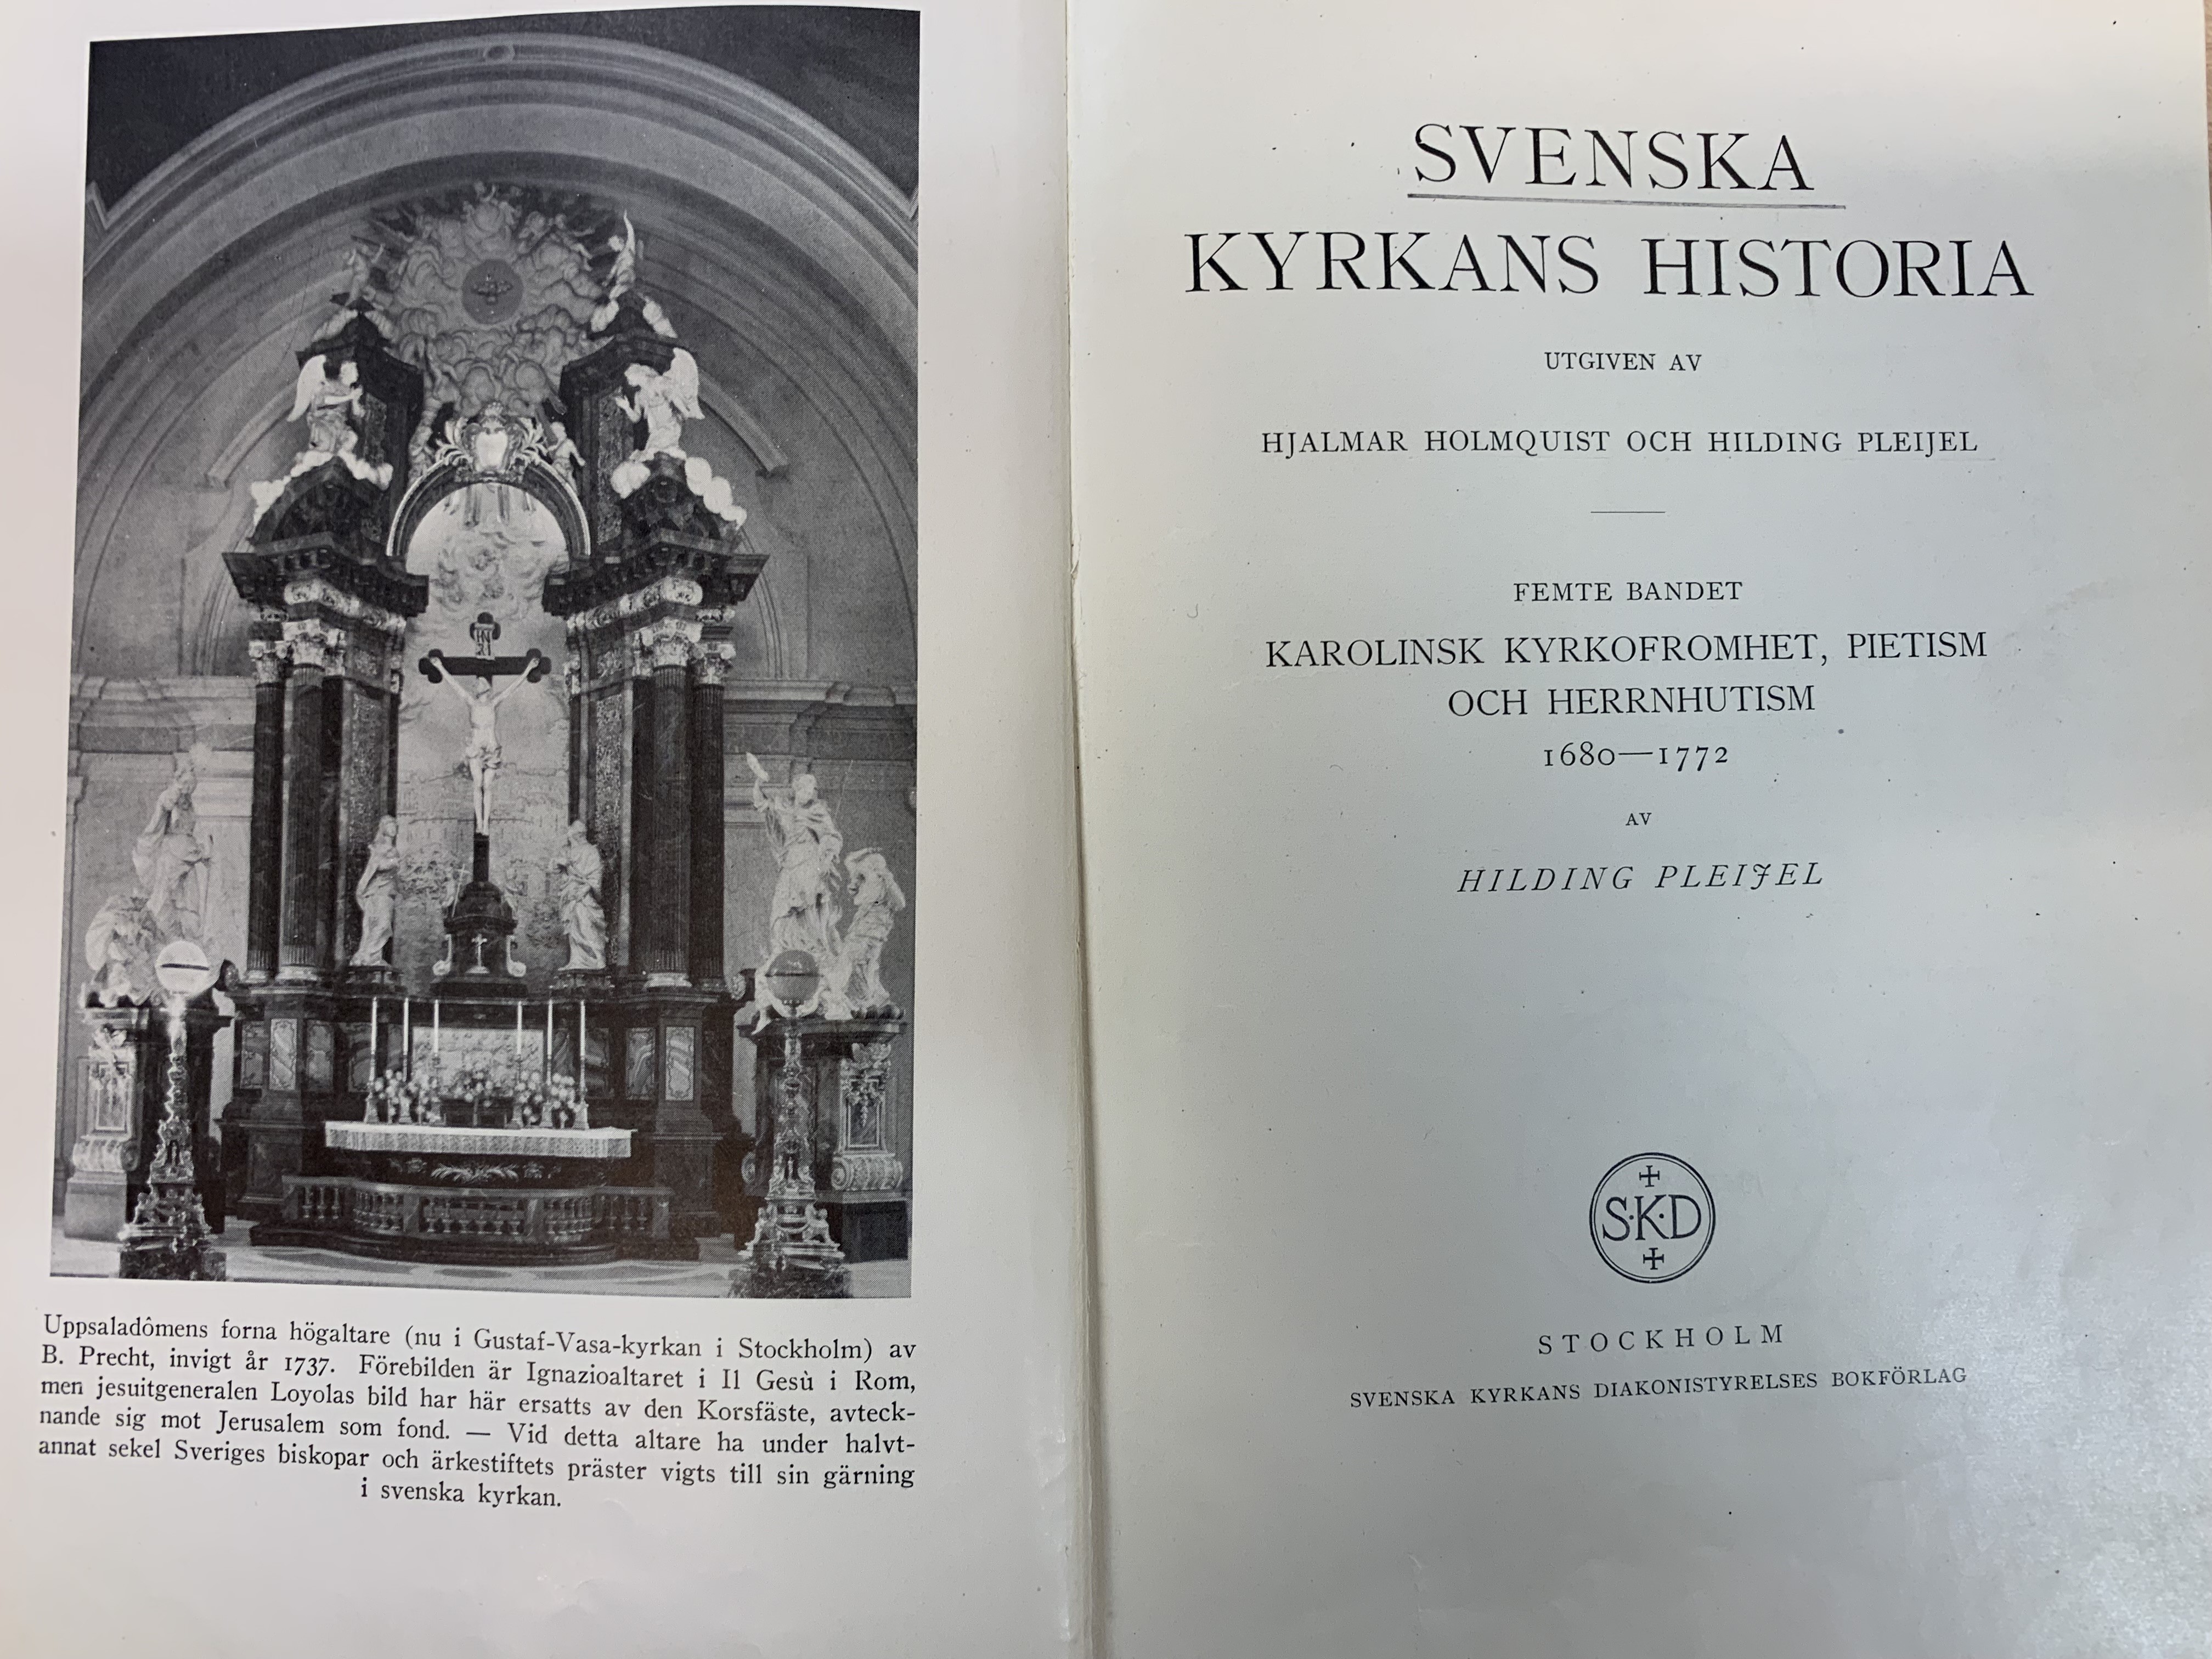 Uppsaladômens forna högaltare (nu i Gustaf-Vasa-kyrkan i Stockholm) av
B. Precht, invigt år 1737. Förebilden är Ignazioaltaret i Il Gesù i Rom,
men jesuitgeneralen Loyolas bild har här ersatts av den Korsfäste, avteck-
nande sig mot Jerusalem som fond. — Vid detta altare ha under halvt-
annat sekel Sveriges biskopar och ärkestiftets präster vigts till sin gärning
i svenska kyrkan.
SVENSKA
KYRKANS HISTORIA
UTGIVEN AV
HJALMAR HOLMQUIST OCH HILDING PLEIJEL
FEMTE BANDET
KAROLINSK KYRKOFROMHET, PIETISM
OCH HERRNHUTISM
1680—1772
AV
HILDING PLEIJEL
S·K·D
STOCKHOLM
SVENSKA KYRKANS DIAKONISTYRELSES BOKFÖRLAG